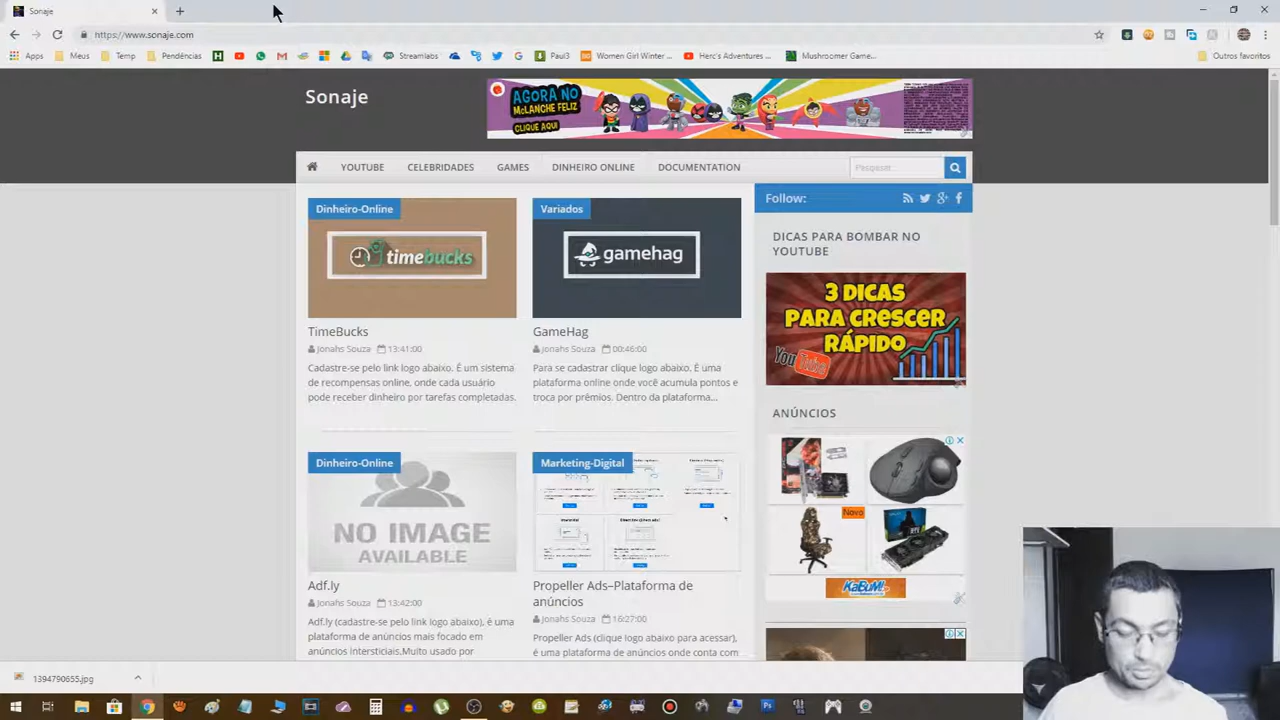 Sonaje
https://www.sonaje.com
Apps Meus Temp Pendências Streamlabs Paul3 Women Girl Winter ... Herc's Adventures ... Mushroomer Game... Outros favoritos
Sonaje
AGORA NO
McLANCHE FELIZ
CLIQUE AQUI
YOUTUBE CELEBRIDADES GAMES DINHEIRO ONLINE DOCUMENTATION Pesquisar...
Dinheiro-Online
timebucks
TimeBucks
Jonahs Souza 13:41:00
Cadastre-se pelo link logo abaixo. É um sistema
de recompensas online, onde cada usuário
pode receber dinheiro por tarefas completadas.
Variados
gamehag
GameHag
Jonahs Souza 00:46:00
Para se cadastrar clique logo abaixo. É uma
plataforma online onde você acumula pontos e
troca por prêmios. Dentro da plataforma...
Dinheiro-Online
NO IMAGE
AVAILABLE
Adf.ly
Jonahs Souza 13:42:00
Adf.ly (cadastre-se pelo link logo abaixo), é uma
plataforma de anúncios mais focado em
anúncios intersticiais.Muito usado por
Marketing-Digital
Propeller Ads–Plataforma de
anúncios
Jonahs Souza 16:27:00
Propeller Ads (clique logo abaixo para acessar),
é uma plataforma de anúncios onde conta com
Follow:
DICAS PARA BOMBAR NO
YOUTUBE
3 DICAS
PARA CRESCER
RÁPIDO
You Tube
ANÚNCIOS
Novo
KaBuM!
1394790655.jpg